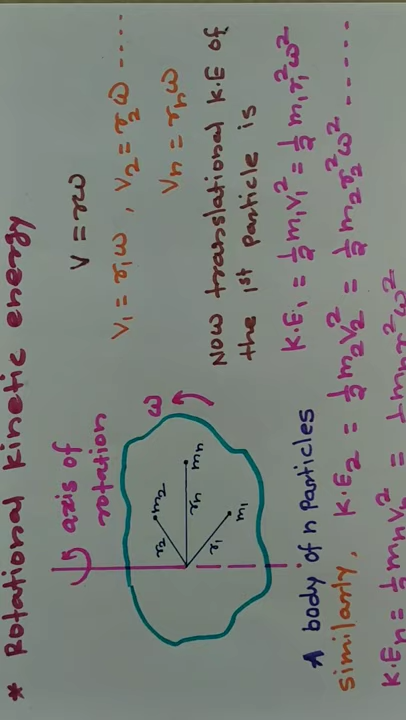 * Rotational kinetic energy
axis of
rotation
ω
r₂
m₂
rₙ
mₙ
r₁
m₁
A body of n particles
V = rω
V₁ = r₁ω , V₂ = r₂ω ....
Vₙ = rₙω
Now translational K.E of
the 1st particle is
K.E₁ = ½ m₁v₁² = ½ m₁r₁²ω²
similarly, K.E₂ = ½ m₂v₂² = ½ m₂r₂²ω² .....
K.Eₙ = ½ mₙvₙ² = ½ mₙrₙ²ω²